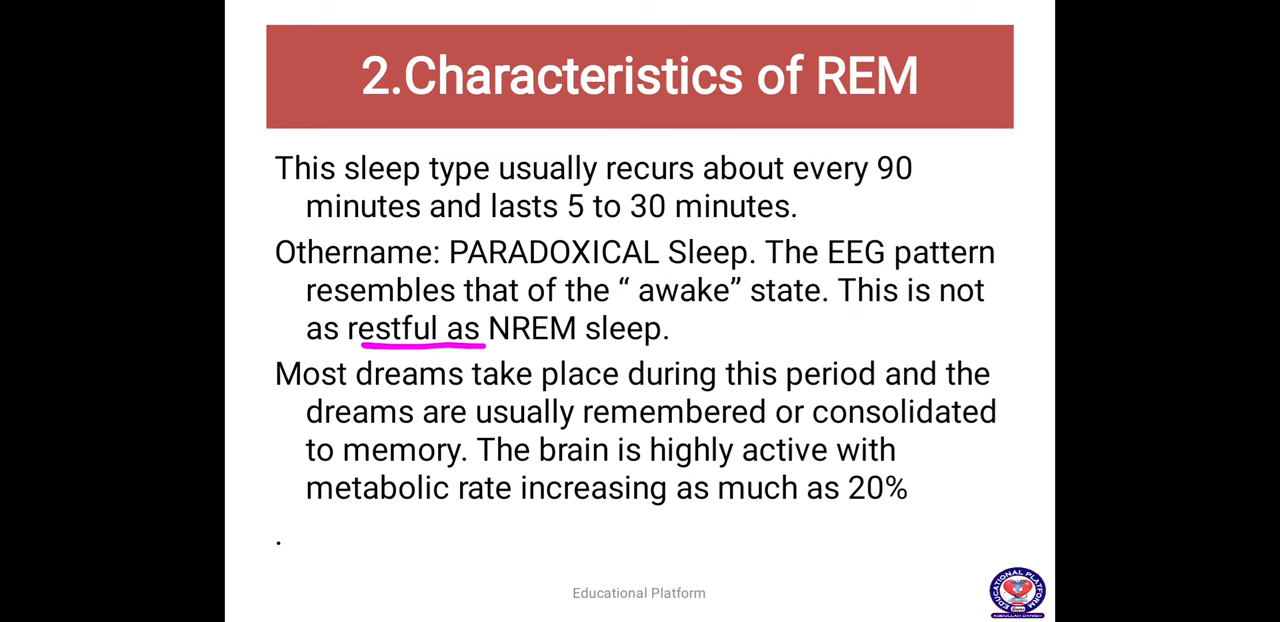 2.Characteristics of REM
This sleep type usually recurs about every 90
minutes and lasts 5 to 30 minutes.
Othername: PARADOXICAL Sleep. The EEG pattern
resembles that of the “ awake” state. This is not
as restful as NREM sleep.
Most dreams take place during this period and the
dreams are usually remembered or consolidated
to memory. The brain is highly active with
metabolic rate increasing as much as 20%
.
Educational Platform
EDUCATIONAL PLATFORM